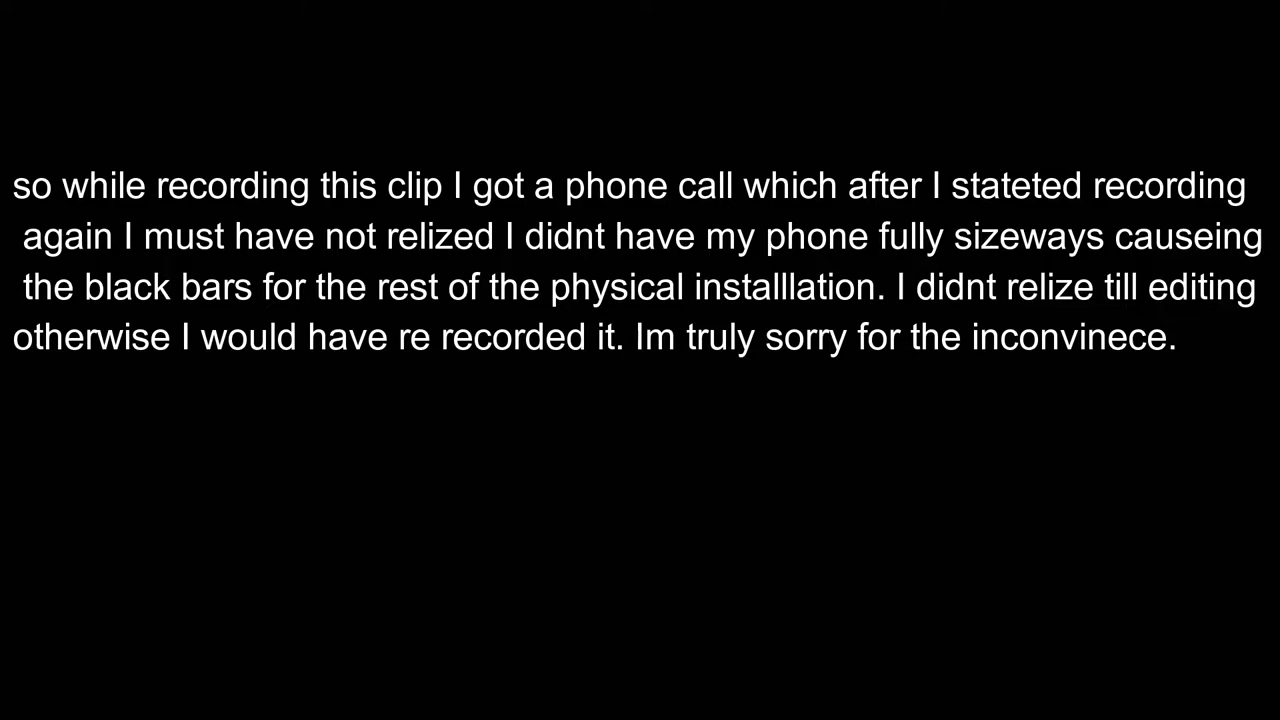 so while recording this clip I got a phone call which after I stateted recording
again I must have not relized I didnt have my phone fully sizeways causeing
the black bars for the rest of the physical installlation. I didnt relize till editing
otherwise I would have re recorded it. Im truly sorry for the inconvinece.